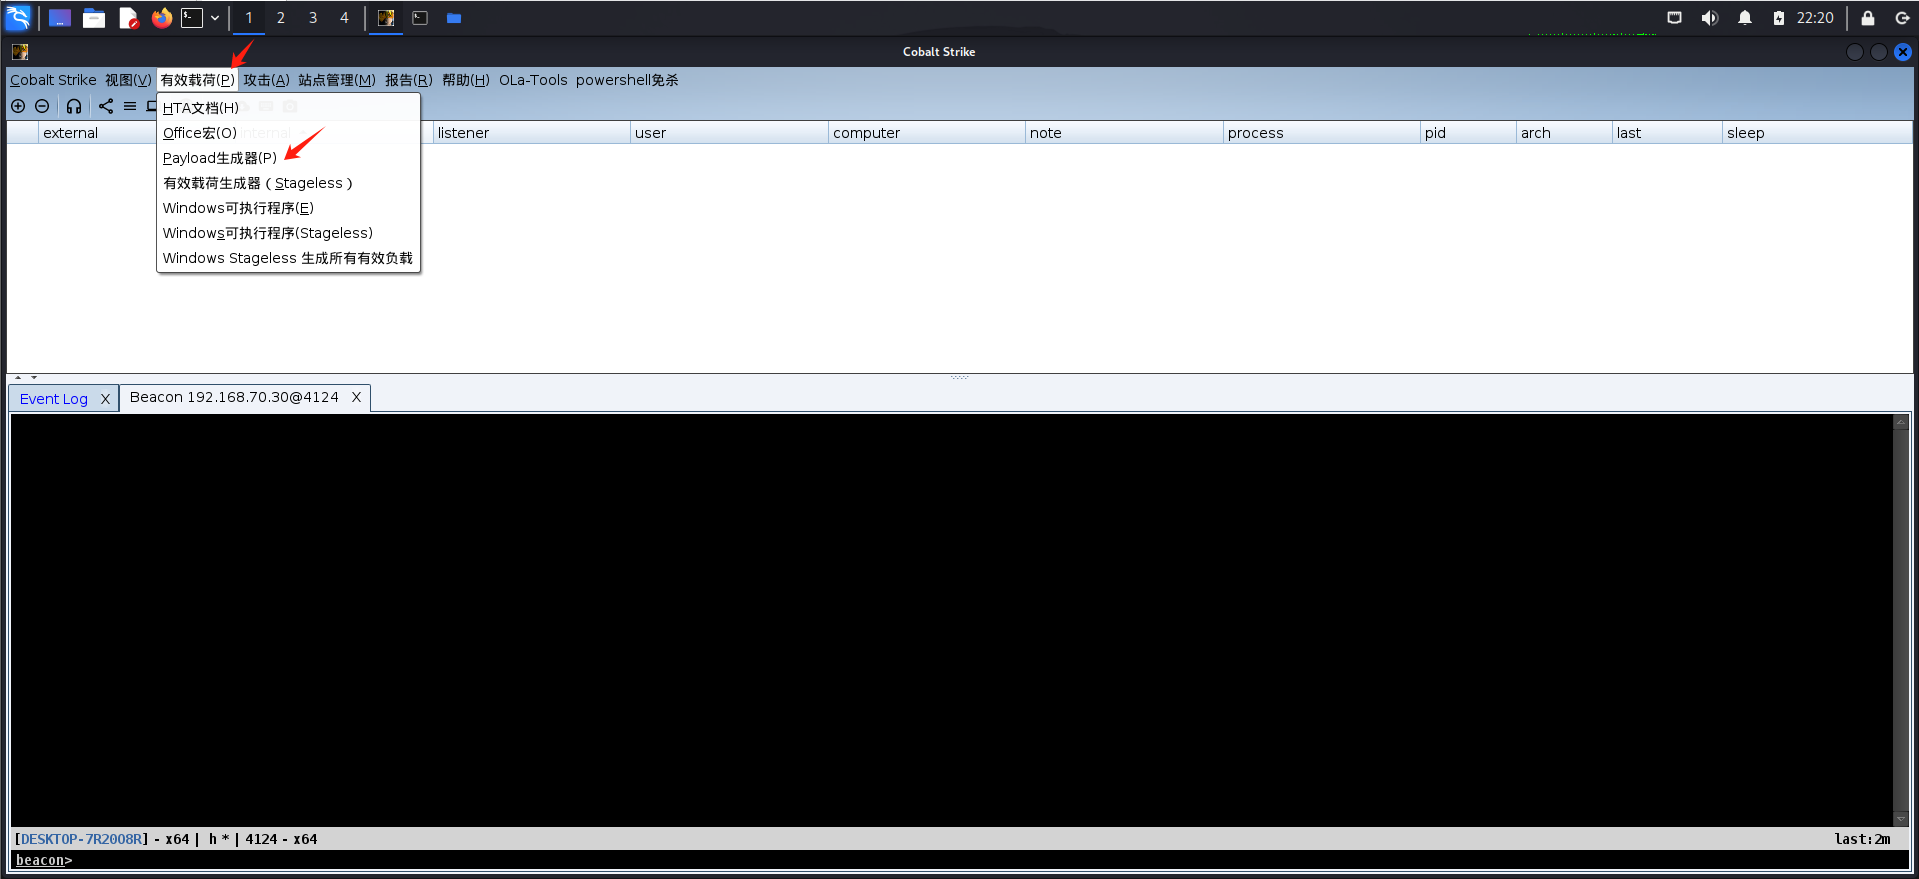 1 2 3 4 22:20
Cobalt Strike
Cobalt Strike 视图(V) 有效载荷(P) 攻击(A) 站点管理(M) 报告(R) 帮助(H) OLa-Tools powershell免杀
HTA文档(H)
Office宏(O)
Payload生成器(P)
有效载荷生成器（Stageless）
Windows可执行程序(E)
Windows可执行程序(Stageless)
Windows Stageless 生成所有有效负载
external internal listener user computer note process pid arch last sleep
Event Log X Beacon 192.168.70.30@4124 X
[DESKTOP-7R2008R] - x64 | h * | 4124 - x64 last:2m
beacon>